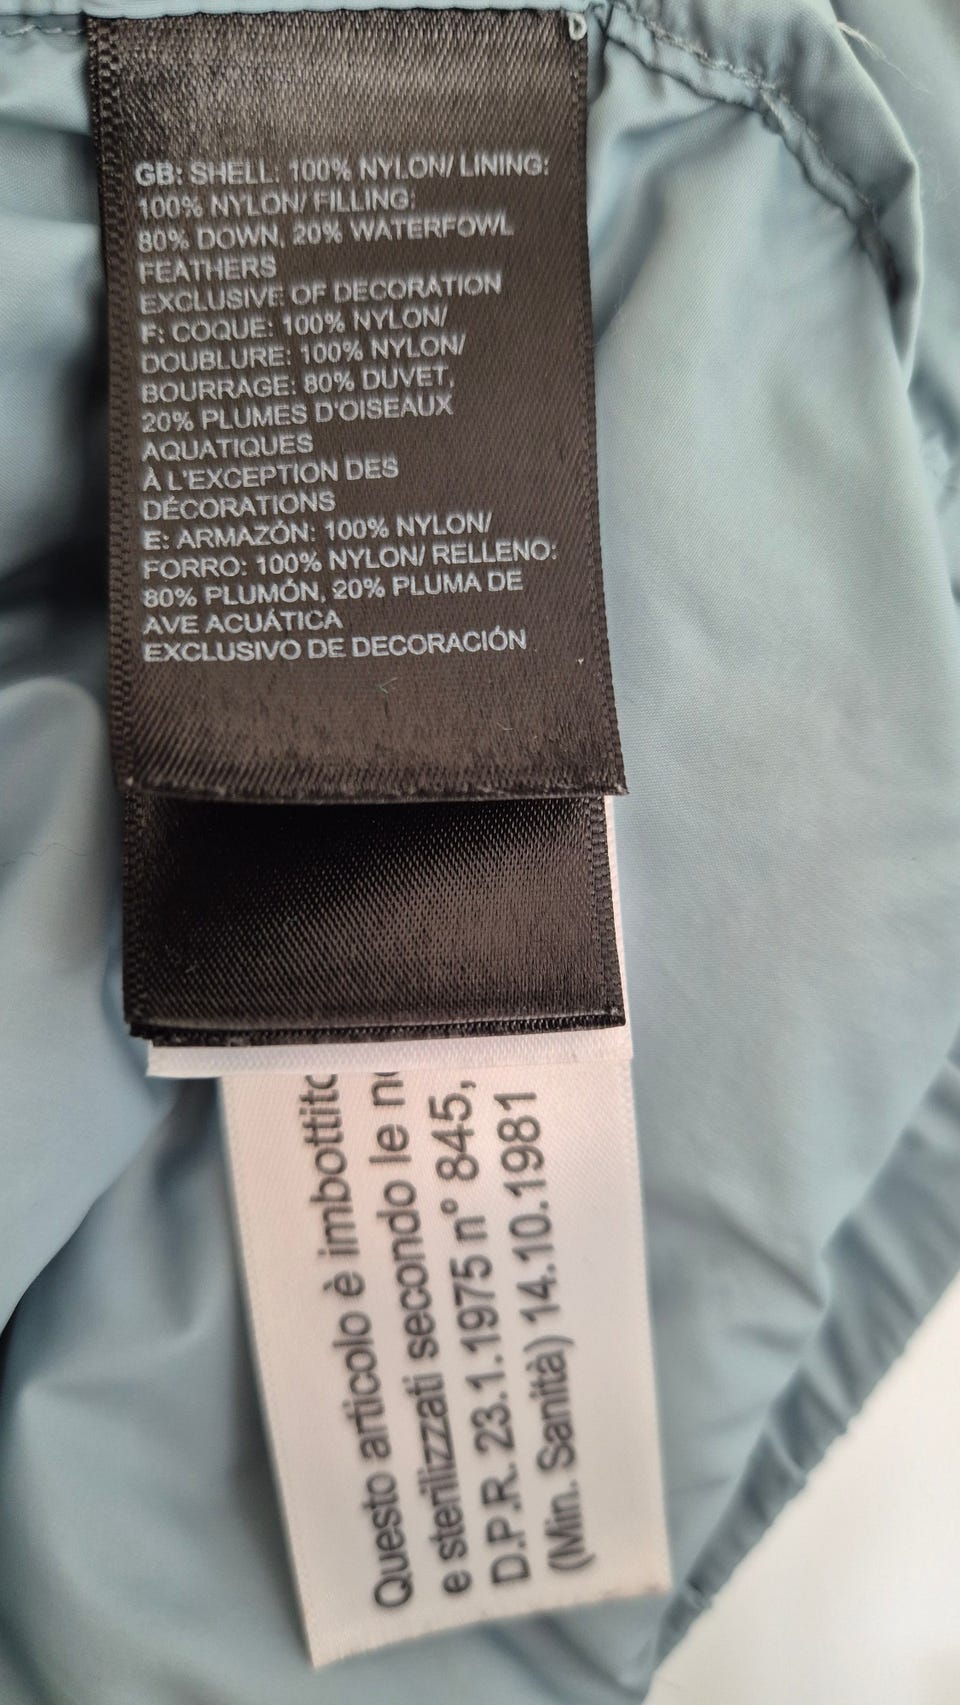 GB: SHELL: 100% NYLON/ LINING:
100% NYLON/ FILLING:
80% DOWN, 20% WATERFOWL
FEATHERS
EXCLUSIVE OF DECORATION
F: COQUE: 100% NYLON/
DOUBLURE: 100% NYLON/
BOURRAGE: 80% DUVET,
20% PLUMES D'OISEAUX
AQUATIQUES
À L'EXCEPTION DES
DÉCORATIONS
E: ARMAZÓN: 100% NYLON/
FORRO: 100% NYLON/ RELLENO:
80% PLUMÓN, 20% PLUMA DE
AVE ACUÁTICA
EXCLUSIVO DE DECORACIÓN
Questo articolo è imbottito
e sterilizzati secondo le
D.P.R. 23.1.1975 n° 845,
(Min. Sanità) 14.10.1981